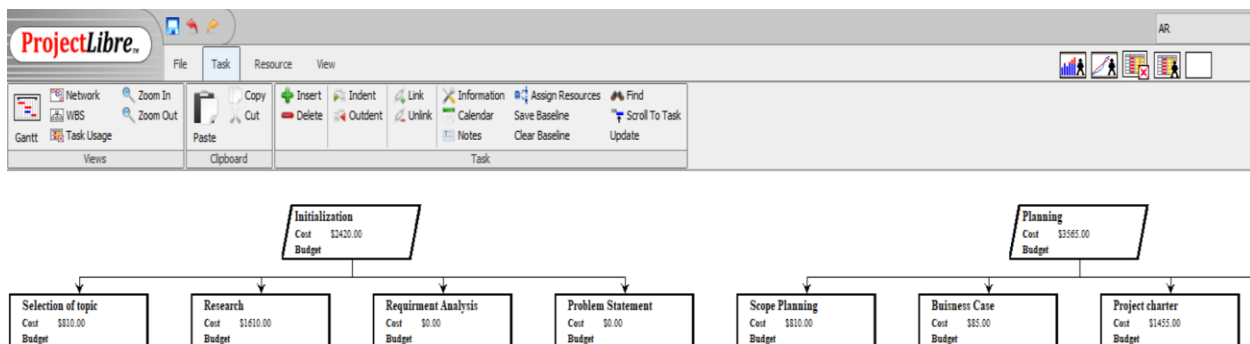 ProjectLibre™
AR
File Task Resource View
Network Zoom In Copy Insert Indent Link Information Assign Resources Find
WBS Zoom Out Cut Delete Outdent Unlink Calendar Save Baseline Scroll To Task
Gantt Task Usage Paste Notes Clear Baseline Update
Views Clipboard Task
Initialization
Cost $2420.00
Budget
Planning
Cost $3565.00
Budget
Selection of topic
Cost $810.00
Budget
Research
Cost $1610.00
Budget
Requirment Analysis
Cost $0.00
Budget
Problem Statement
Cost $0.00
Budget
Scope Planning
Cost $810.00
Budget
Buisness Case
Cost $85.00
Budget
Project charter
Cost $1455.00
Budget